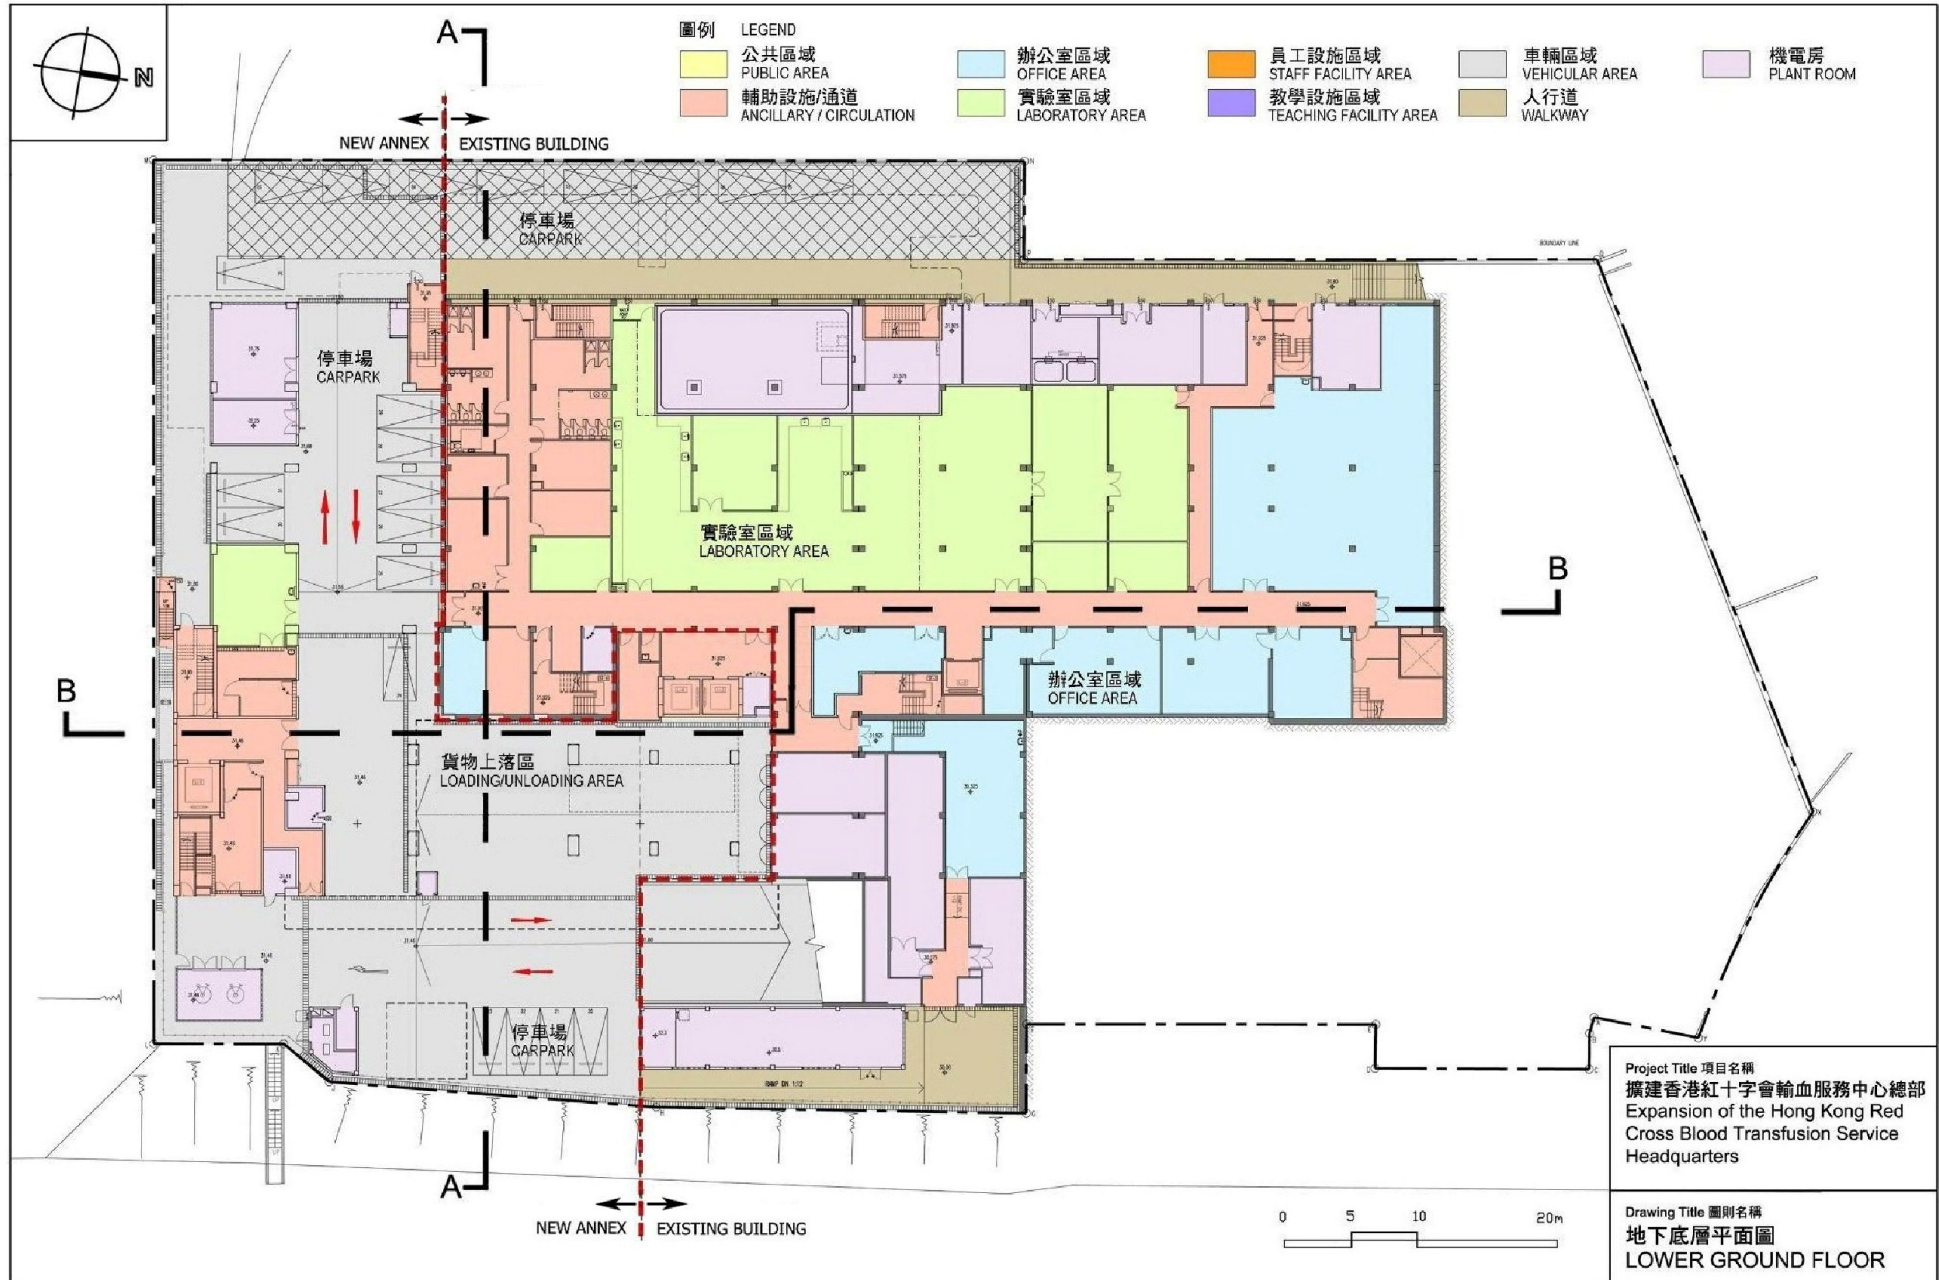 N
A
圖例 LEGEND
公共區域
PUBLIC AREA
辦公室區域
OFFICE AREA
員工設施區域
STAFF FACILITY AREA
車輛區域
VEHICULAR AREA
機電房
PLANT ROOM
輔助設施/通道
ANCILLARY / CIRCULATION
實驗室區域
LABORATORY AREA
教學設施區域
TEACHING FACILITY AREA
人行道
WALKWAY
NEW ANNEX
EXISTING BUILDING
停車場
CARPARK
BOUNDARY LINE
停車場
CARPARK
實驗室區域
LABORATORY AREA
B
B
辦公室區域
OFFICE AREA
貨物上落區
LOADING/UNLOADING AREA
停車場
CARPARK
RAMP DN 1:12
A
NEW ANNEX
EXISTING BUILDING
0 5 10 20m
Project Title 項目名稱
擴建香港紅十字會輸血服務中心總部
Expansion of the Hong Kong Red
Cross Blood Transfusion Service
Headquarters
Drawing Title 圖則名稱
地下底層平面圖
LOWER GROUND FLOOR